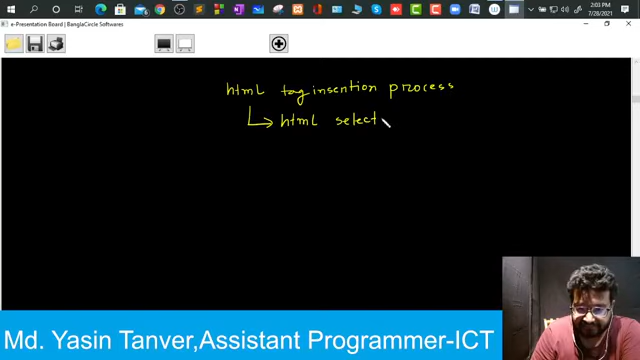 2:03 PM
7/28/2021
e-Presentation Board | BanglaCircle Softwares
html tag insention process
html select
Md. Yasin Tanver,Assistant Programmer-ICT